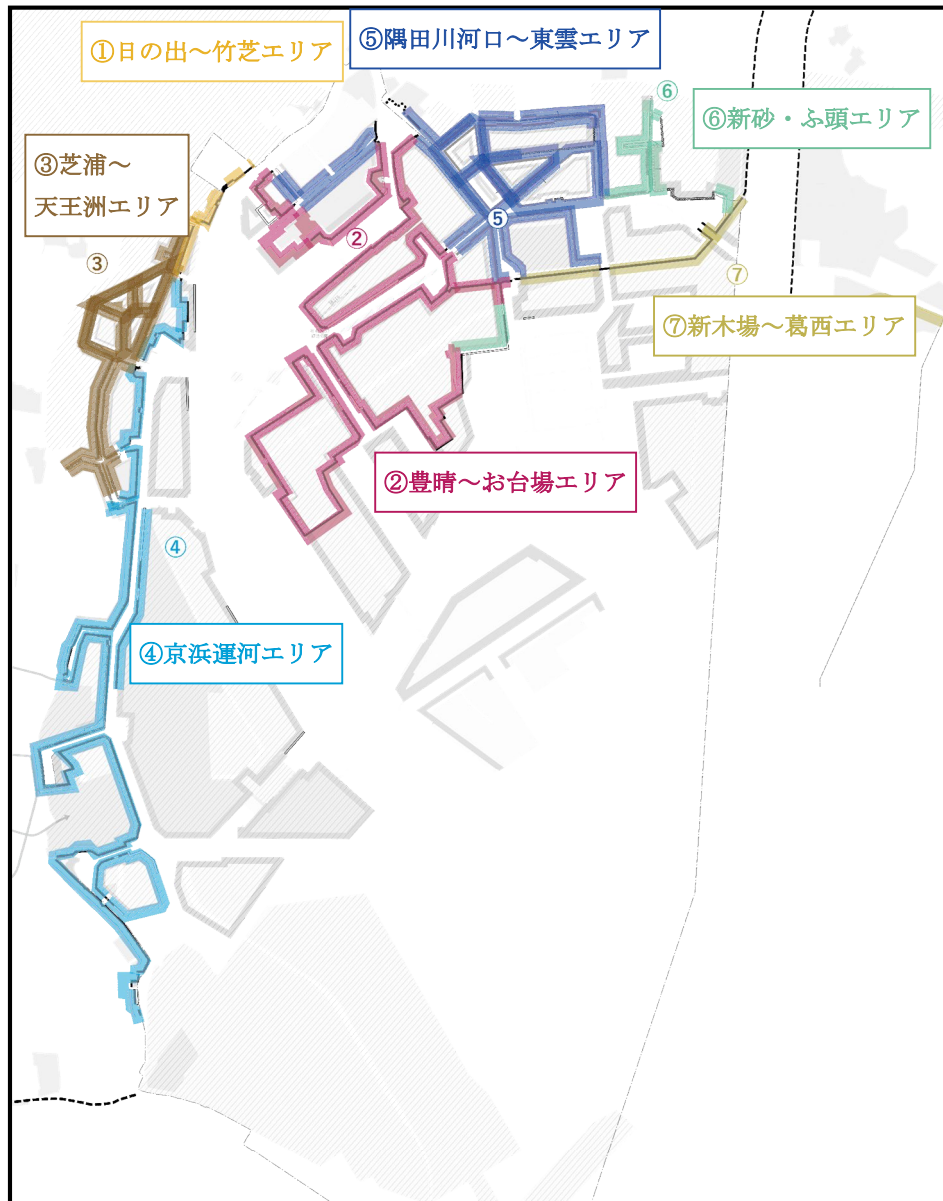 ①日の出～竹芝エリア
⑤隅田川河口～東雲エリア
⑥
⑥新砂・ふ頭エリア
③芝浦～
天王洲エリア
⑤
②
③
⑦
⑦新木場～葛西エリア
②豊晴～お台場エリア
④
④京浜運河エリア